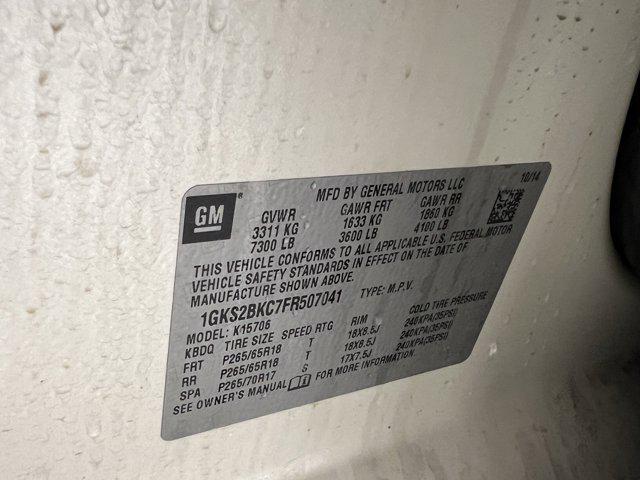 GM ®
MFD BY GENERAL MOTORS LLC 10/14
GVWR GAWR FRT GAWR RR
3311 KG 1633 KG 1860 KG
7300 LB 3600 LB 4100 LB
THIS VEHICLE CONFORMS TO ALL APPLICABLE U.S. FEDERAL MOTOR
VEHICLE SAFETY STANDARDS IN EFFECT ON THE DATE OF
MANUFACTURE SHOWN ABOVE.
1GKS2BKC7FR507041 TYPE: M.P.V.
MODEL: K15706
KBDQ TIRE SIZE SPEED RTG RIM COLD TIRE PRESSURE
FRT P265/65R18 T 18X8.5J 240KPA(35PSI)
RR P265/65R18 T 18X8.5J 240KPA(35PSI)
SPA P265/70R17 S 17X7.5J 240KPA(35PSI)
SEE OWNER'S MANUAL FOR MORE INFORMATION.